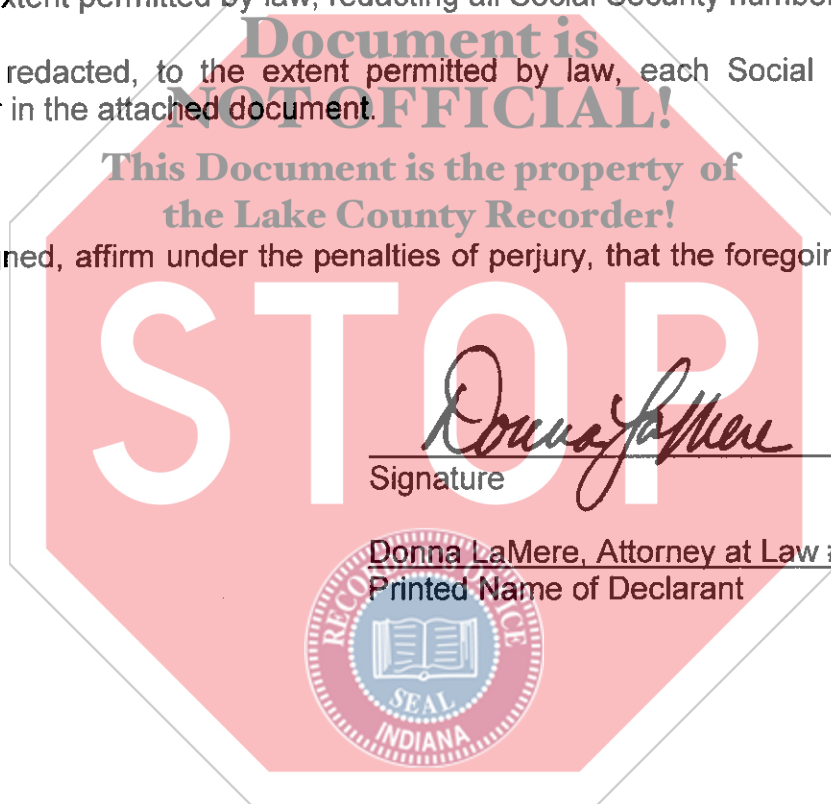 xtent permitted by law, redacting all Social Security number
Document is
redacted, to the extent permitted by law, each Social
NOT OFFICIAL!
in the attached document.
This Document is the property of
the Lake County Recorder!
ned, affirm under the penalties of perjury, that the foregoin
STOP
Donna LaMere
Signature
Donna LaMere, Attorney at Law
Printed Name of Declarant
RECORDER'S OFFICE
SEAL
INDIANA